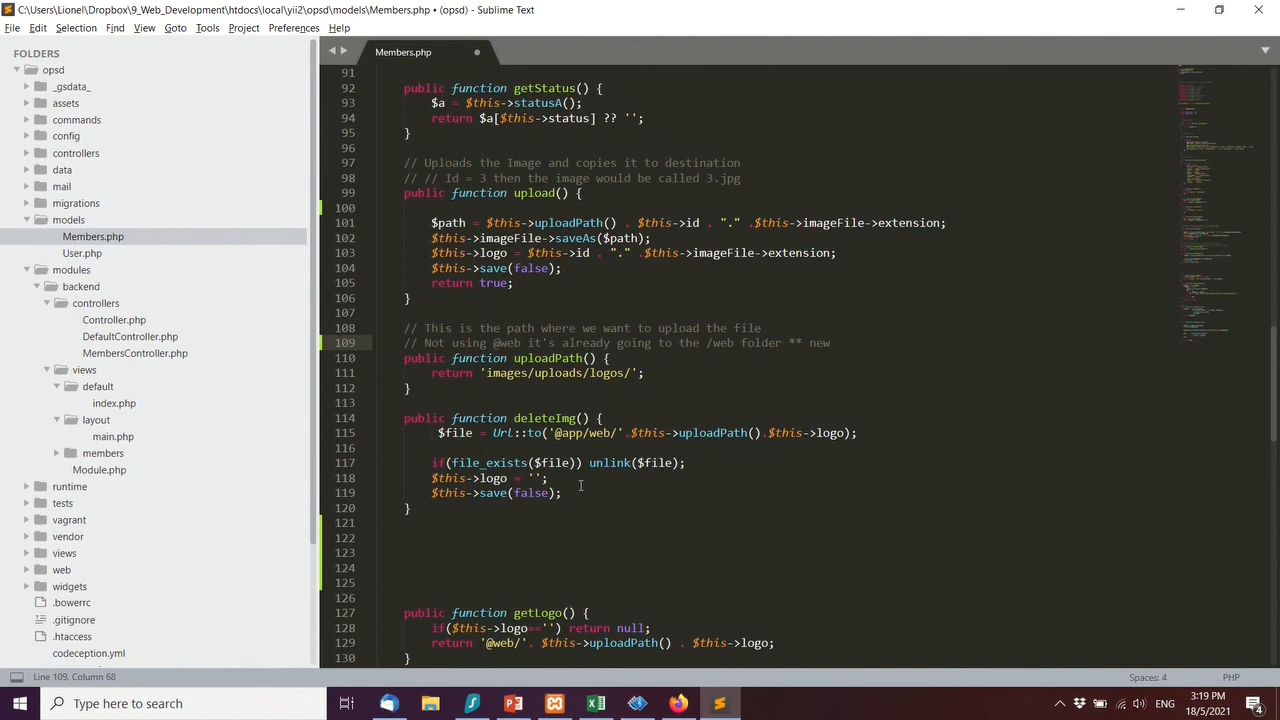 C:\Users\Lionel\Dropbox\9_Web_Development\htdocs\local\yii2\opsd\models\Members.php • (opsd) - Sublime Text
File Edit Selection Find View Goto Tools Project Preferences Help
FOLDERS
opsd
_gsdata_
assets
commands
config
controllers
data
mail
migrations
models
Members.php
User.php
modules
backend
controllers
Controller.php
DefaultController.php
MembersController.php
views
default
index.php
layout
main.php
members
Module.php
runtime
tests
vagrant
vendor
views
web
widgets
.bowerrc
.gitignore
.htaccess
codeception.yml
Members.php
91
92 public function getStatus() {
93 $a = $this->statusA();
94 return $a[$this->status] ?? '';
95 }
96
97 // Uploads the image and copies it to destination
98 // // Id = 3 then the image would be called 3.jpg
99 public function upload() {
100
101 $path = $this->uploadPath() . $this->id . "." .$this->imageFile->extension;
102 $this->imageFile->saveAs($path);
103 $this->logo = $this->id . "." .$this->imageFile->extension;
104 $this->save(false);
105 return true;
106 }
107
108 // This is the path where we want to upload the file
109 // Not using @web it's already going to the /web folder ** new
110 public function uploadPath() {
111 return 'images/uploads/logos/';
112 }
113
114 public function deleteImg() {
115 $file = Url::to('@app/web/'.$this->uploadPath().$this->logo);
116
117 if(file_exists($file)) unlink($file);
118 $this->logo = '';
119 $this->save(false);
120 }
121
122
123
124
125
126
127 public function getLogo() {
128 if($this->logo=='') return null;
129 return '@web/'. $this->uploadPath() . $this->logo;
130 }
Line 109, Column 68
Spaces: 4
PHP
Type here to search
ENG
3:19 PM
18/5/2021
4